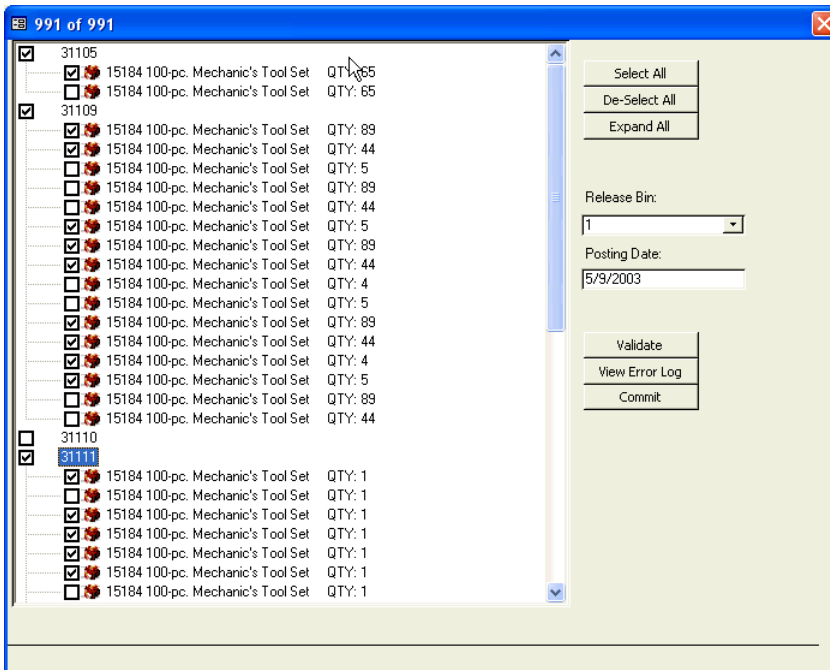 991 of 991
31105
15184 100-pc. Mechanic's Tool Set QTY: 65
15184 100-pc. Mechanic's Tool Set QTY: 65
31109
15184 100-pc. Mechanic's Tool Set QTY: 89
15184 100-pc. Mechanic's Tool Set QTY: 44
15184 100-pc. Mechanic's Tool Set QTY: 5
15184 100-pc. Mechanic's Tool Set QTY: 89
15184 100-pc. Mechanic's Tool Set QTY: 44
15184 100-pc. Mechanic's Tool Set QTY: 5
15184 100-pc. Mechanic's Tool Set QTY: 89
15184 100-pc. Mechanic's Tool Set QTY: 44
15184 100-pc. Mechanic's Tool Set QTY: 4
15184 100-pc. Mechanic's Tool Set QTY: 5
15184 100-pc. Mechanic's Tool Set QTY: 89
15184 100-pc. Mechanic's Tool Set QTY: 44
15184 100-pc. Mechanic's Tool Set QTY: 4
15184 100-pc. Mechanic's Tool Set QTY: 5
15184 100-pc. Mechanic's Tool Set QTY: 89
15184 100-pc. Mechanic's Tool Set QTY: 44
31110
31111
15184 100-pc. Mechanic's Tool Set QTY: 1
15184 100-pc. Mechanic's Tool Set QTY: 1
15184 100-pc. Mechanic's Tool Set QTY: 1
15184 100-pc. Mechanic's Tool Set QTY: 1
15184 100-pc. Mechanic's Tool Set QTY: 1
15184 100-pc. Mechanic's Tool Set QTY: 1
15184 100-pc. Mechanic's Tool Set QTY: 1
Select All
De-Select All
Expand All
Release Bin:
1
Posting Date:
5/9/2003
Validate
View Error Log
Commit